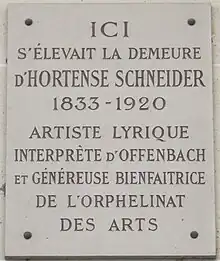 ICI
S'ÉLEVAIT LA DEMEURE
D'HORTENSE SCHNEIDER
1833-1920
ARTISTE LYRIQUE
INTERPRÈTE D'OFFENBACH
ET GÉNÉREUSE BIENFAITRICE
DE L'ORPHELINAT
DES ARTS